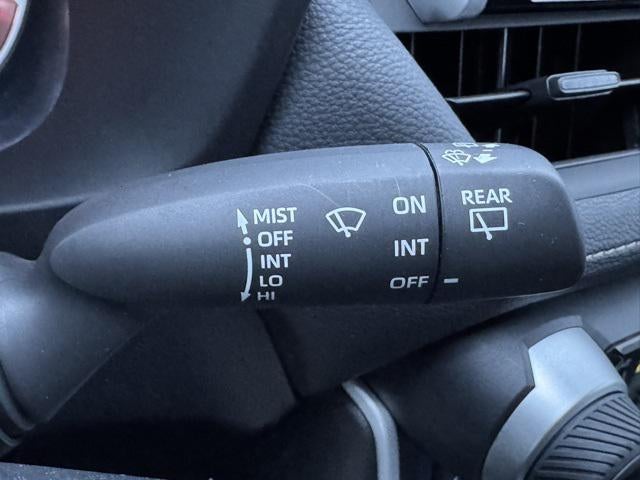 MIST
OFF
INT
LO
HI
ON
INT
OFF
REAR